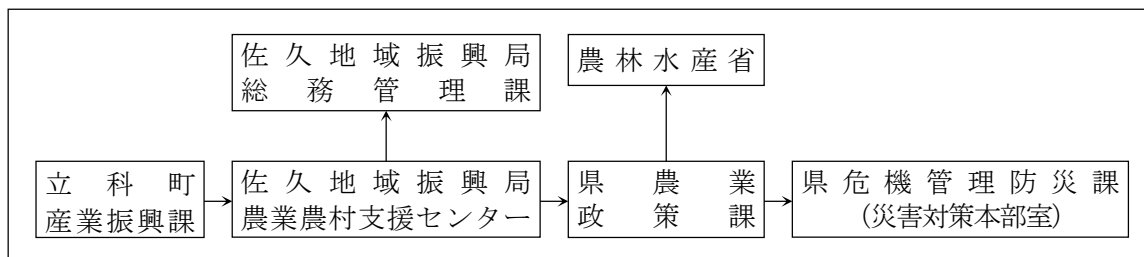 佐久地域振興局
総務管理課
農林水産省
立科町
産業振興課
佐久地域振興局
農業農村支援センター
県農業
政策課
県危機管理防災課
(災害対策本部室)